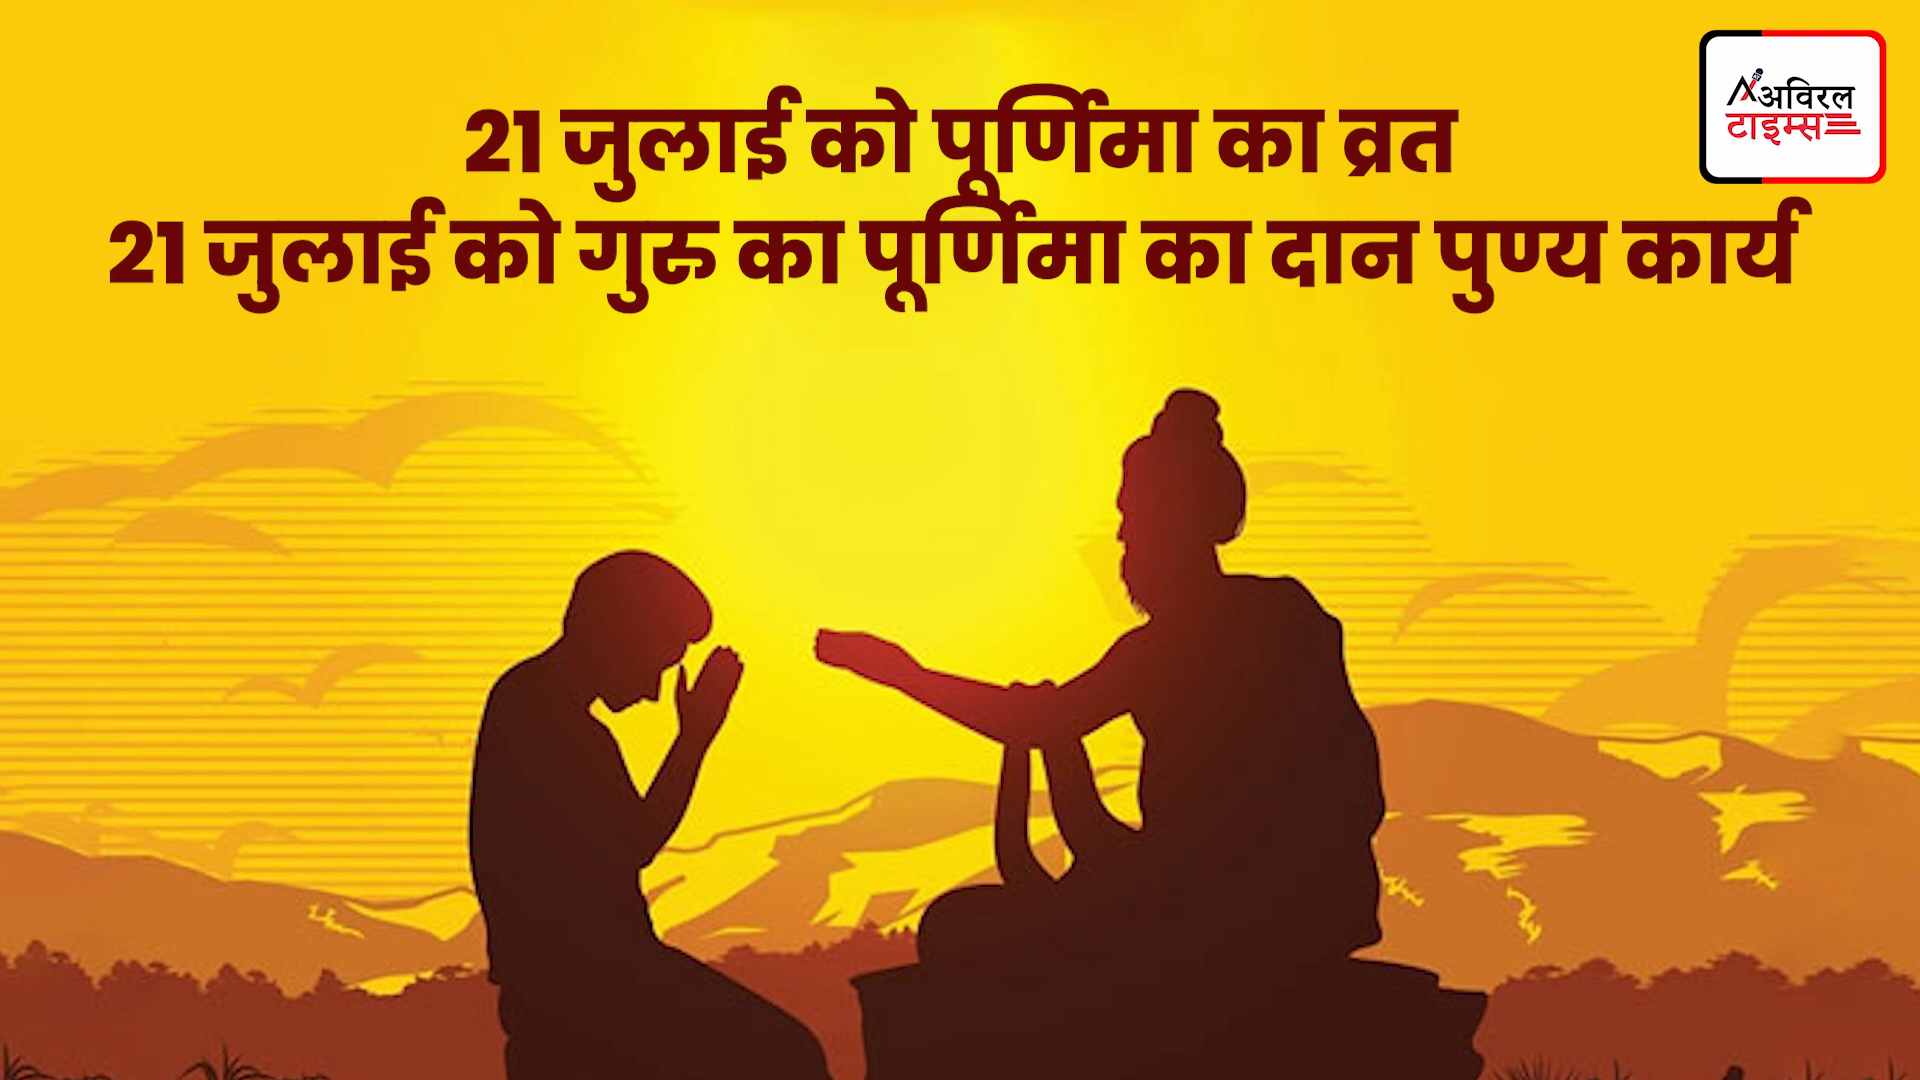 21 जुलाई को पूर्णिमा का व्रत
21 जुलाई को गुरु का पूर्णिमा का दान पुण्य कार्य
अविरल
टाइम्स